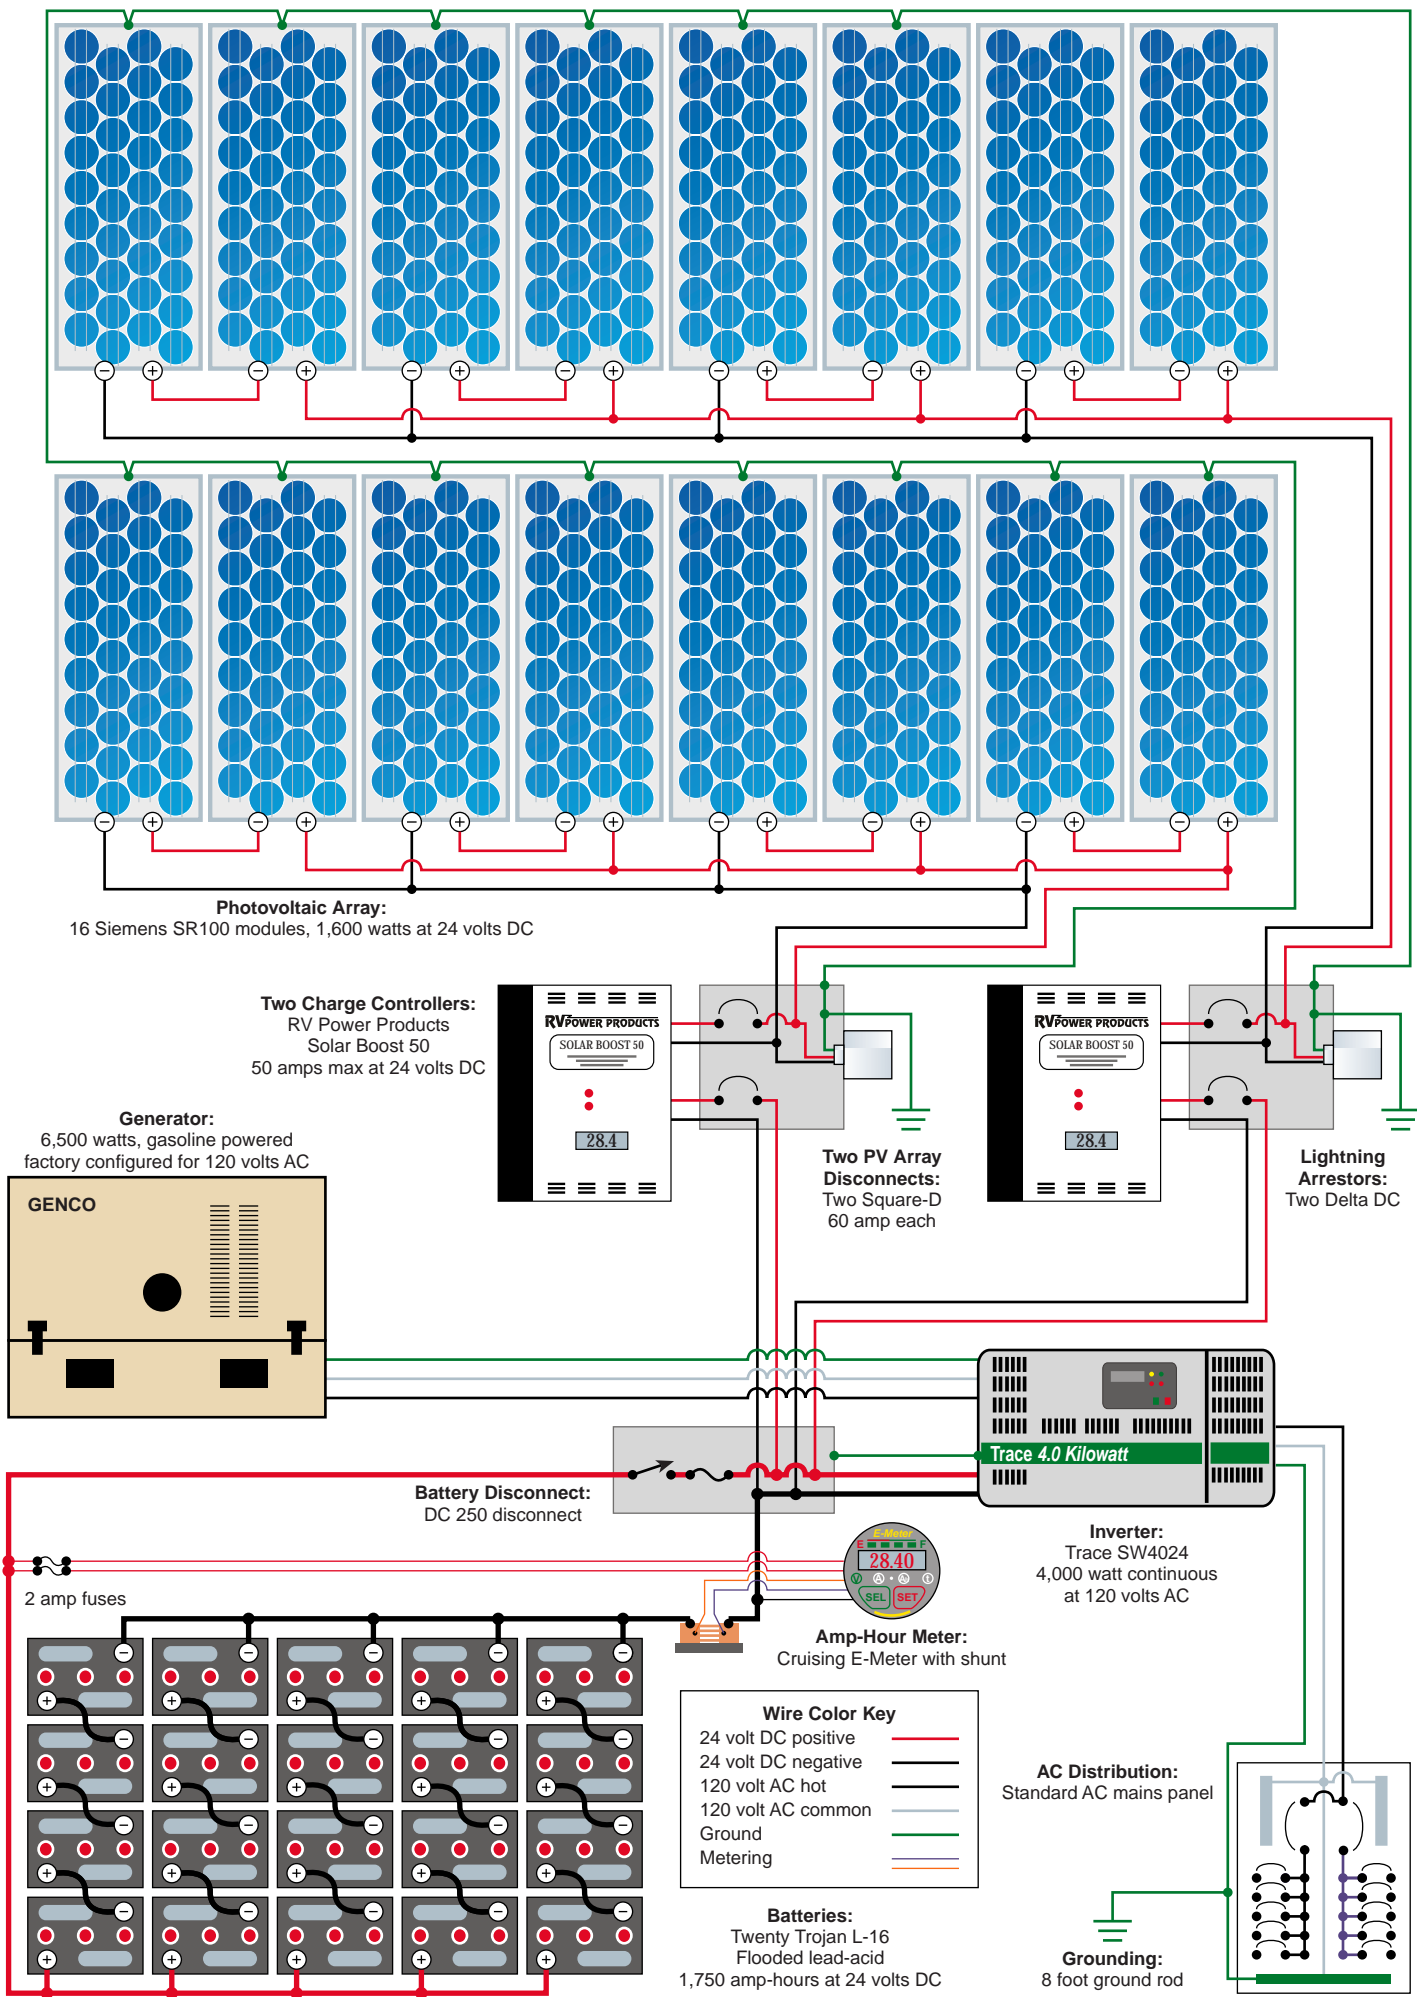 Photovoltaic Array:
16 Siemens SR100 modules, 1,600 watts at 24 volts DC
Two Charge Controllers:
RV Power Products
Solar Boost 50
50 amps max at 24 volts DC
RV POWER PRODUCTS
SOLAR BOOST 50
28.4
RV POWER PRODUCTS
SOLAR BOOST 50
28.4
Generator:
6,500 watts, gasoline powered
factory configured for 120 volts AC
GENCO
Two PV Array
Disconnects:
Two Square-D
60 amp each
Lightning
Arrestors:
Two Delta DC
Trace 4.0 Kilowatt
Battery Disconnect:
DC 250 disconnect
Inverter:
Trace SW4024
4,000 watt continuous
at 120 volts AC
E-Meter
E F
28.40
V A Ah t
SEL SET
2 amp fuses
Amp-Hour Meter:
Cruising E-Meter with shunt
Wire Color Key
24 volt DC positive
24 volt DC negative
120 volt AC hot
120 volt AC common
Ground
Metering
AC Distribution:
Standard AC mains panel
Batteries:
Twenty Trojan L-16
Flooded lead-acid
1,750 amp-hours at 24 volts DC
Grounding:
8 foot ground rod